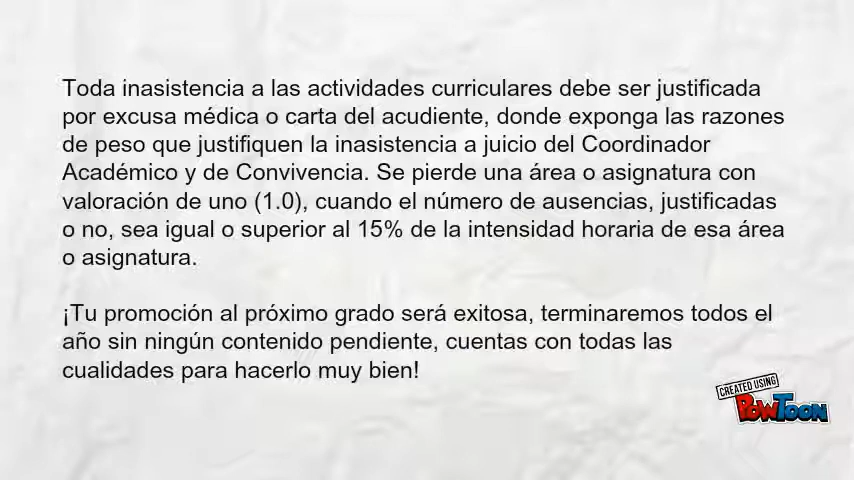 Toda inasistencia a las actividades curriculares debe ser justificada
por excusa médica o carta del acudiente, donde exponga las razones
de peso que justifiquen la inasistencia a juicio del Coordinador
Académico y de Convivencia. Se pierde una área o asignatura con
valoración de uno (1.0), cuando el número de ausencias, justificadas
o no, sea igual o superior al 15% de la intensidad horaria de esa área
o asignatura.
¡Tu promoción al próximo grado será exitosa, terminaremos todos el
año sin ningún contenido pendiente, cuentas con todas las
cualidades para hacerlo muy bien!
CREATED USING
POWTOON